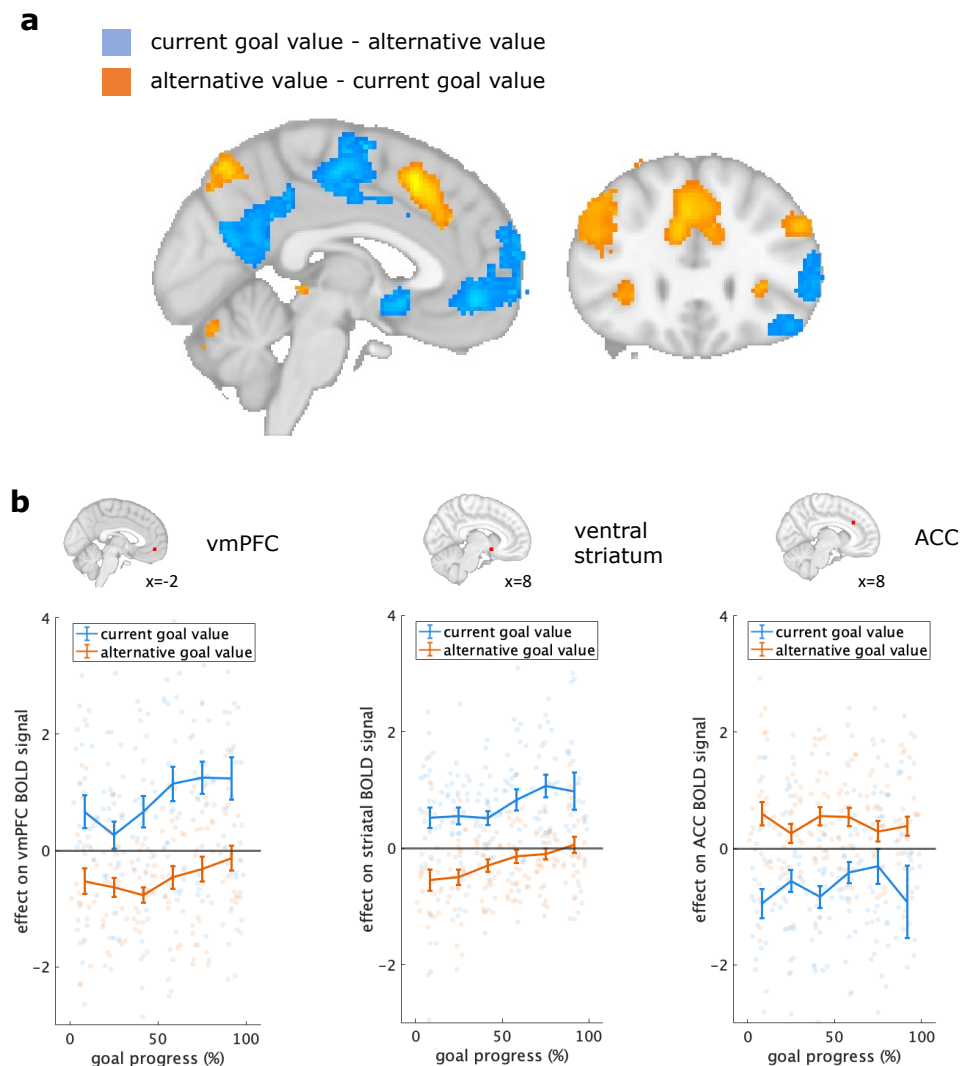 a
current goal value - alternative value
alternative value - current goal value
b
vmPFC
x=-2
ventral
striatum
x=8
ACC
x=8
4
2
0
-2
effect on vmPFC BOLD signal
current goal value
alternative goal value
0
50
100
goal progress (%)
4
2
0
-2
effect on striatal BOLD signal
current goal value
alternative goal value
0
50
100
goal progress (%)
4
2
0
-2
effect on ACC BOLD signal
current goal value
alternative goal value
0
50
100
goal progress (%)